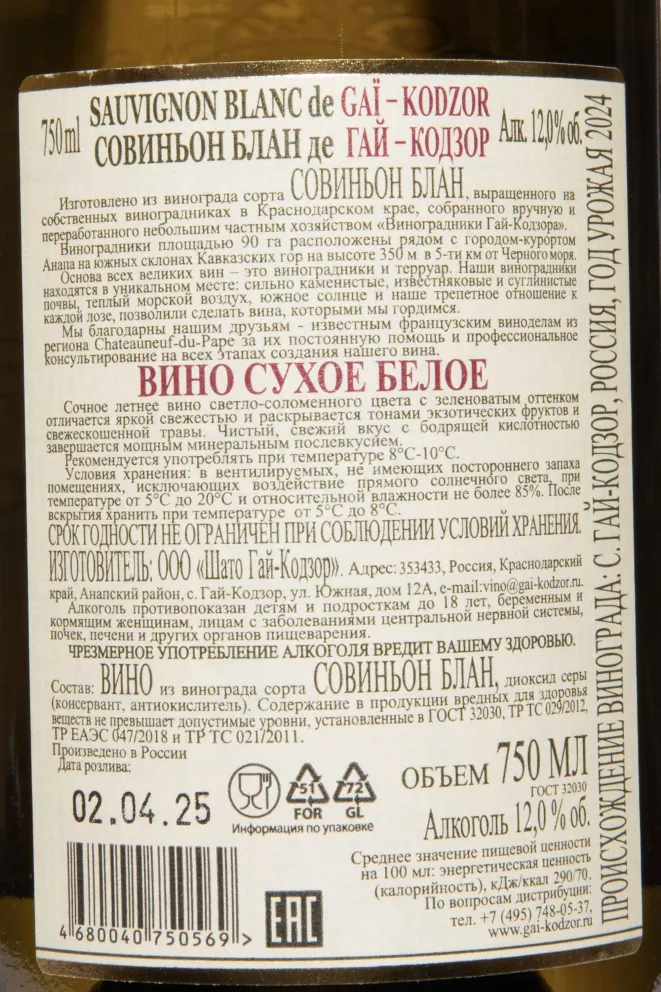 750ml
SAUVIGNON BLANC de GAÏ – KODZOR
СОВИНЬОН БЛАН де ГАЙ – КОДЗОР
Алк. 12,0% об.
Изготовлено из винограда сорта СОВИНЬОН БЛАН, выращенного на
собственных виноградниках в Краснодарском крае, собранного вручную и
переработанного небольшим частным хозяйством «Виноградники Гай-Кодзора».
Виноградники площадью 90 га расположены рядом с городом-курортом
Анапа на южных склонах Кавказских гор на высоте 350 м в 5-ти км от Черного моря.
Основа всех великих вин – это виноградники и терруар. Наши виноградники
находятся в уникальном месте: сильно каменистые, известняковые и суглинистые
почвы, теплый морской воздух, южное солнце и наше трепетное отношение к
каждой лозе, позволили сделать вина, которыми мы гордимся.
Мы благодарны нашим друзьям - известным французским виноделам из
региона Chateauneuf-du-Pape за их постоянную помощь и профессиональное
консультирование на всех этапах создания нашего вина.
ВИНО СУХОЕ БЕЛОЕ
Сочное летнее вино светло-соломенного цвета с зеленоватым оттенком
отличается яркой свежестью и раскрывается тонами экзотических фруктов и
свежескошенной травы. Чистый, свежий вкус с бодрящей кислотностью
завершается мощным минеральным послевкусием.
Рекомендуется употреблять при температуре 8°С-10°С.
Условия хранения: в вентилируемых, не имеющих постороннего запаха
помещениях, исключающих воздействие прямого солнечного света, при
температуре от 5°С до 20°С и относительной влажности не более 85%. После
вскрытия хранить при температуре от 5°С до 8°С.
СРОК ГОДНОСТИ НЕ ОГРАНИЧЕН ПРИ СОБЛЮДЕНИИ УСЛОВИЙ ХРАНЕНИЯ.
ИЗГОТОВИТЕЛЬ: ООО «Шато Гай-Кодзор». Адрес: 353433, Россия, Краснодарский
край, Анапский район, с. Гай-Кодзор, ул. Южная, дом 12А, e-mail:vino@gai-kodzor.ru.
Алкоголь противопоказан детям и подросткам до 18 лет, беременным и
кормящим женщинам, лицам с заболеваниями центральной нервной системы,
почек, печени и других органов пищеварения.
ЧРЕЗМЕРНОЕ УПОТРЕБЛЕНИЕ АЛКОГОЛЯ ВРЕДИТ ВАШЕМУ ЗДОРОВЬЮ.
Состав: ВИНО из винограда сорта СОВИНЬОН БЛАН, диоксид серы
(консервант, антиокислитель). Содержание в продукции вредных для здоровья
веществ не превышает допустимые уровни, установленные в ГОСТ 32030, ТР ТС 029/2012,
ТР ЕАЭС 047/2018 и ТР ТС 021/2011.
Произведено в России
Дата розлива:
02.04.25
51
FOR
72
GL
Информация по упаковке
ОБЪЕМ 750 МЛ
ГОСТ 32030
Алкоголь 12,0 % об.
Среднее значение пищевой ценности
на 100 мл: энергетическая ценность
(калорийность), кДж/ккал 290/70.
По вопросам дистрибуции:
тел. +7 (495) 748-05-37,
www.gai-kodzor.ru
4 680040 750569 >
ЕАС
ПРОИСХОЖДЕНИЕ ВИНОГРАДА: С. ГАЙ-КОДЗОР, РОССИЯ, ГОД УРОЖАЯ 2024